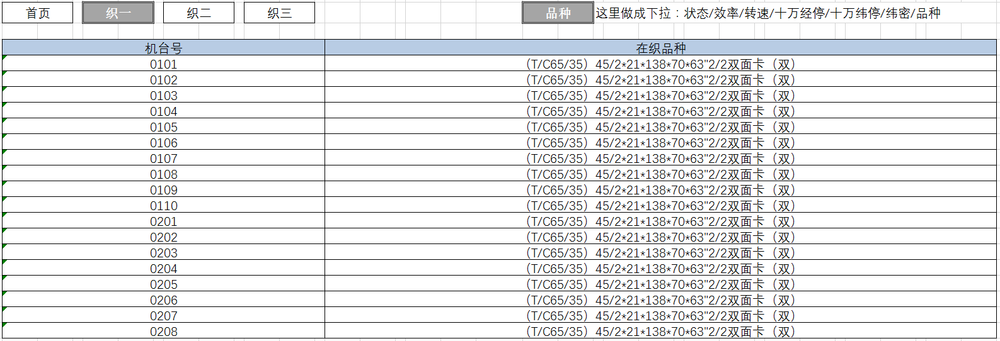 首页 织一 织二 织三 品种 这里做成下拉：状态/效率/转速/十万经停/十万纬停/纬密/品种
机台号 在织品种
0101 （T/C65/35）45/2*21*138*70*63"2/2双面卡（双）
0102 （T/C65/35）45/2*21*138*70*63"2/2双面卡（双）
0103 （T/C65/35）45/2*21*138*70*63"2/2双面卡（双）
0104 （T/C65/35）45/2*21*138*70*63"2/2双面卡（双）
0105 （T/C65/35）45/2*21*138*70*63"2/2双面卡（双）
0106 （T/C65/35）45/2*21*138*70*63"2/2双面卡（双）
0107 （T/C65/35）45/2*21*138*70*63"2/2双面卡（双）
0108 （T/C65/35）45/2*21*138*70*63"2/2双面卡（双）
0109 （T/C65/35）45/2*21*138*70*63"2/2双面卡（双）
0110 （T/C65/35）45/2*21*138*70*63"2/2双面卡（双）
0201 （T/C65/35）45/2*21*138*70*63"2/2双面卡（双）
0202 （T/C65/35）45/2*21*138*70*63"2/2双面卡（双）
0203 （T/C65/35）45/2*21*138*70*63"2/2双面卡（双）
0204 （T/C65/35）45/2*21*138*70*63"2/2双面卡（双）
0205 （T/C65/35）45/2*21*138*70*63"2/2双面卡（双）
0206 （T/C65/35）45/2*21*138*70*63"2/2双面卡（双）
0207 （T/C65/35）45/2*21*138*70*63"2/2双面卡（双）
0208 （T/C65/35）45/2*21*138*70*63"2/2双面卡（双）